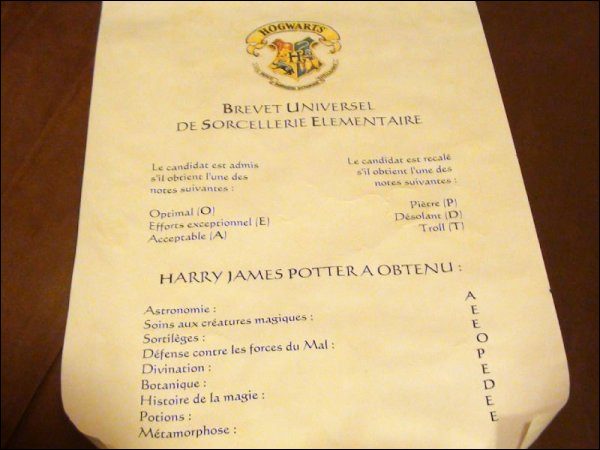 HOGWARTS
BREVET UNIVERSEL
DE SORCELLERIE ELEMENTAIRE
Le candidat est admis
s'il obtient l'une des
notes suivantes :
Optimal (O)
Efforts exceptionnel (E)
Acceptable (A)
Le candidat est recalé
s'il obtient l'une des
notes suivantes :
Piètre (P)
Désolant (D)
Troll (T)
HARRY JAMES POTTER A OBTENU :
Astronomie : A
Soins aux créatures magiques : E
Sortilèges : E
Défense contre les forces du Mal : O
Divination : P
Botanique : E
Histoire de la magie : D
Potions : E
Métamorphose : E